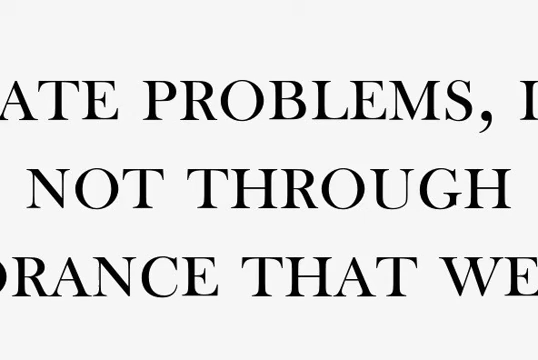 ATE PROBLEMS, I
NOT THROUGH
ORANCE THAT WE